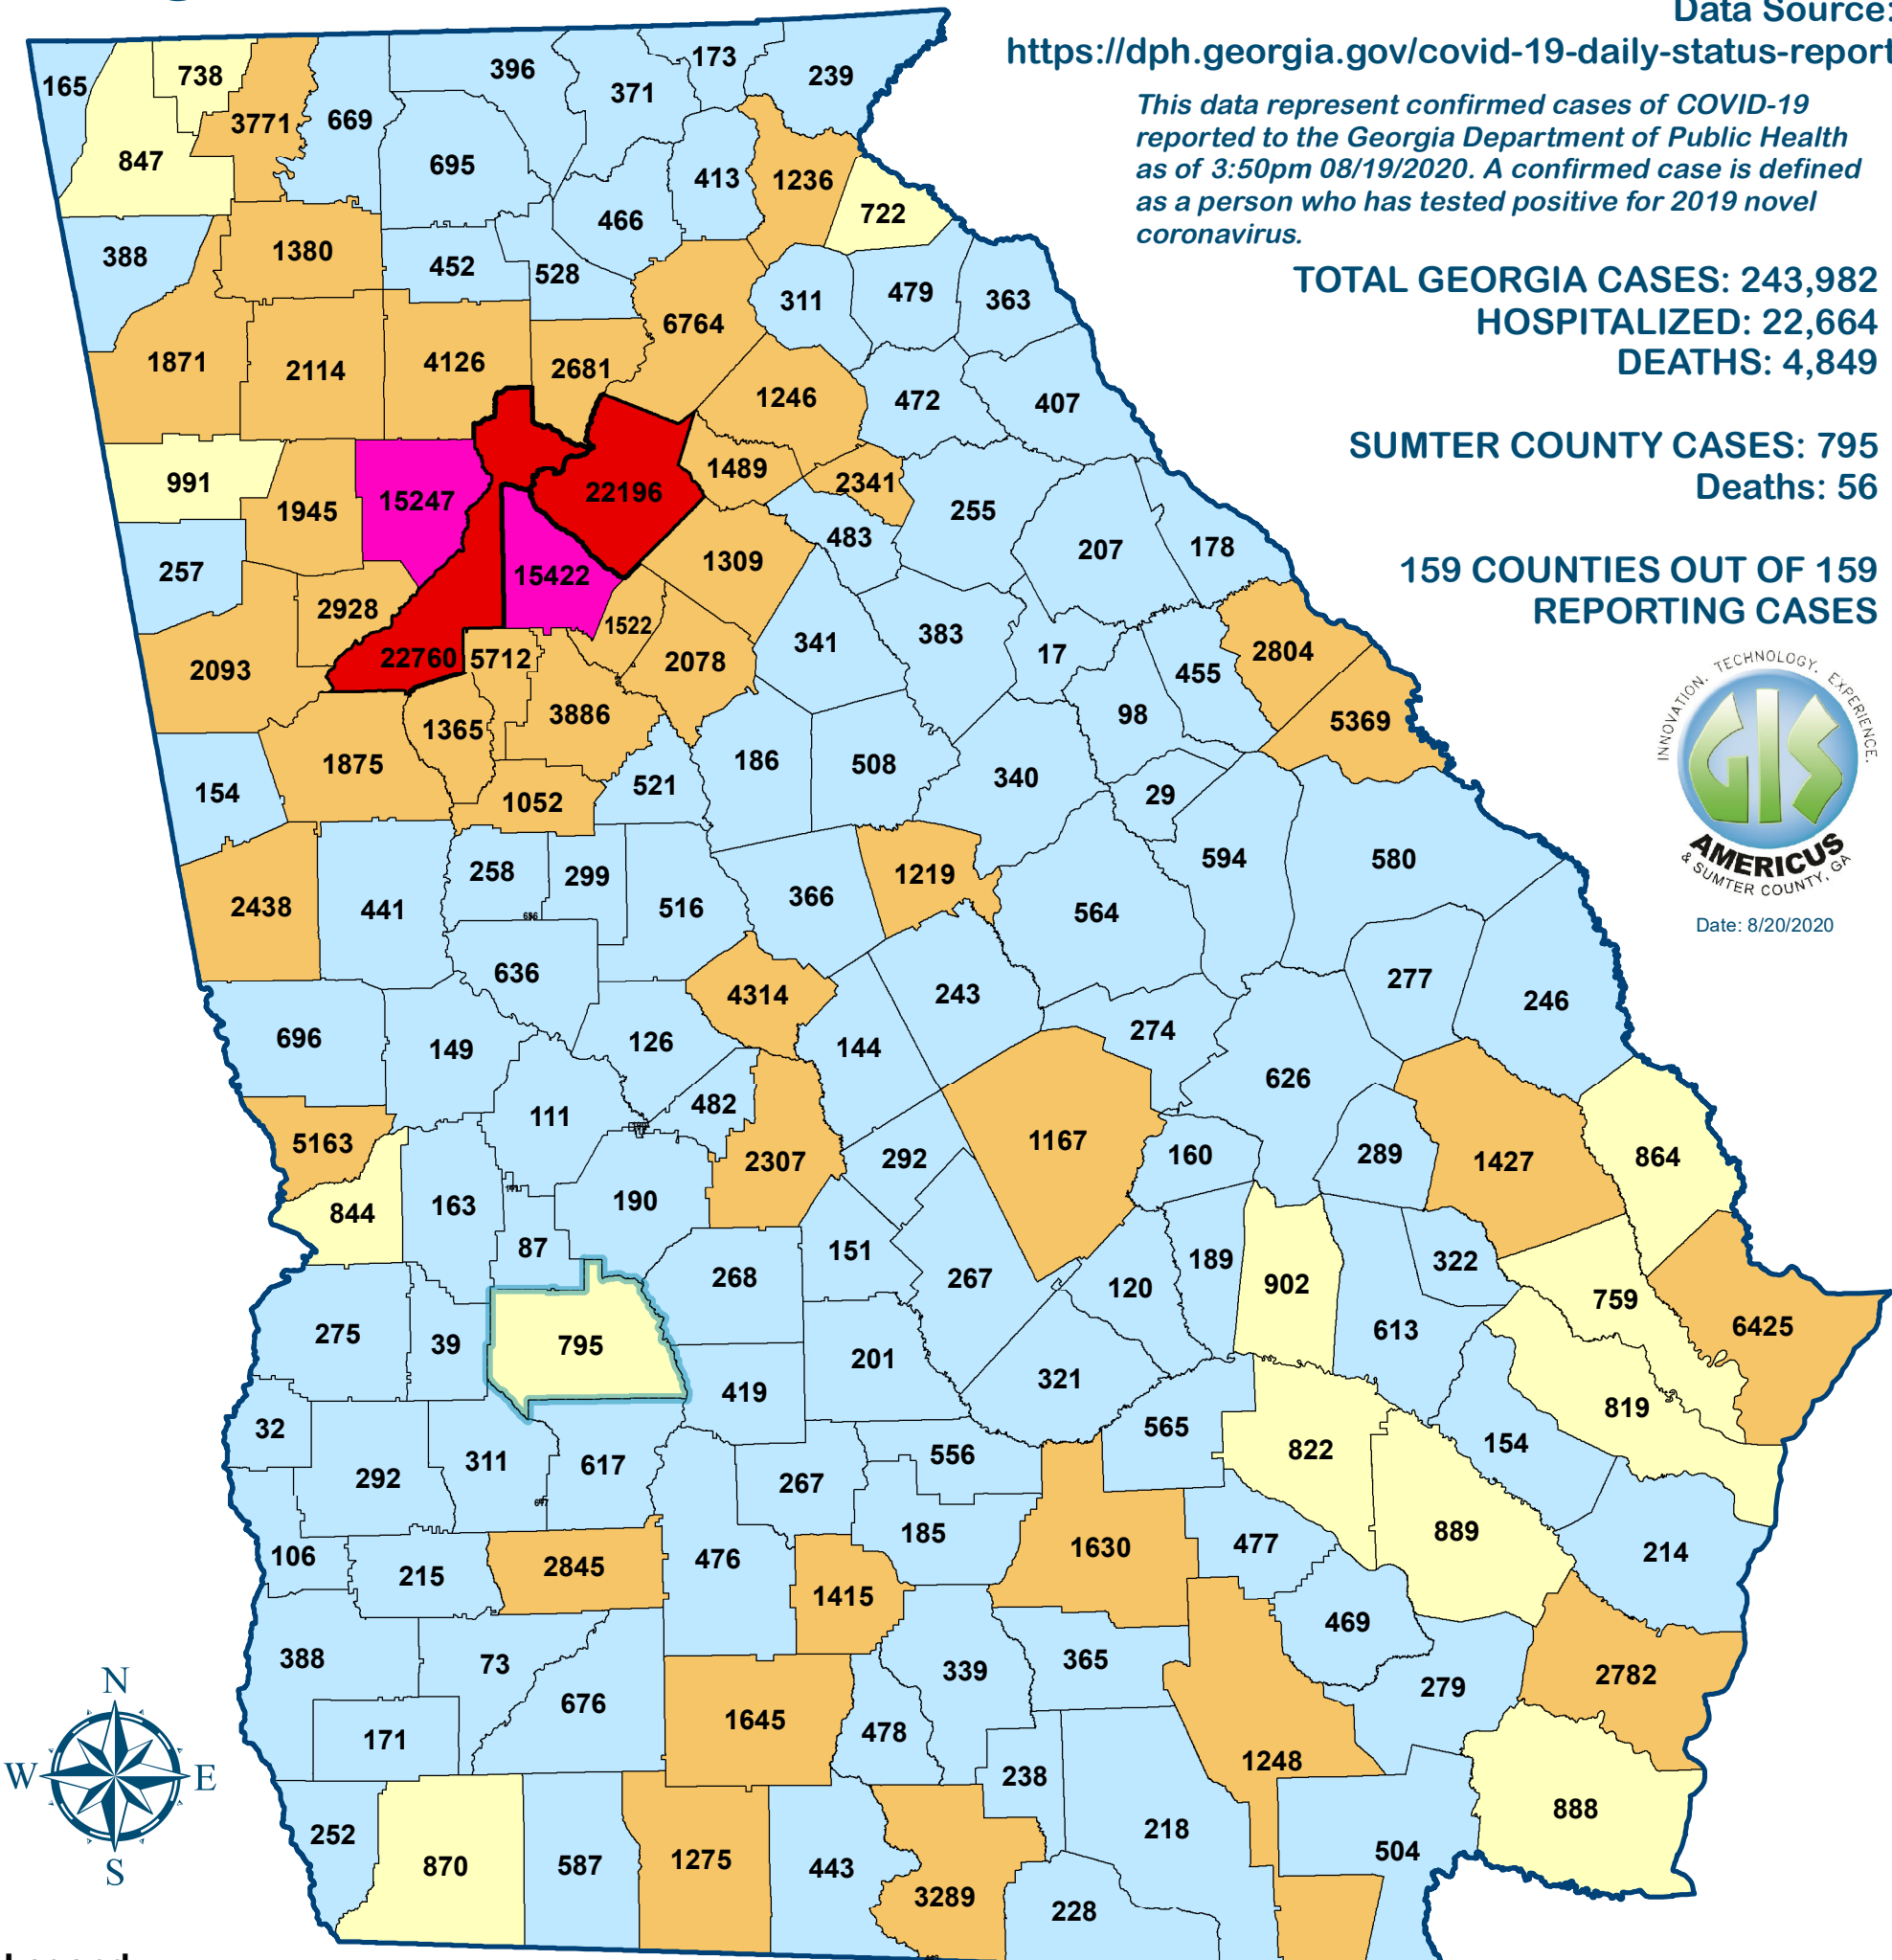 Data Source:
https://dph.georgia.gov/covid-19-daily-status-report
This data represent confirmed cases of COVID-19
reported to the Georgia Department of Public Health
as of 3:50pm 08/19/2020. A confirmed case is defined
as a person who has tested positive for 2019 novel
coronavirus.
TOTAL GEORGIA CASES: 243,982
HOSPITALIZED: 22,664
DEATHS: 4,849
SUMTER COUNTY CASES: 795
Deaths: 56
159 COUNTIES OUT OF 159
REPORTING CASES
INNOVATION. TECHNOLOGY. EXPERIENCE.
GIS
AMERICUS
& SUMTER COUNTY, GA
Date: 8/20/2020
165 738 3771 669 396 371 173 239
847 695 413 1236 722
466
388 1380 452 528 311 479 363
6764
1871 2114 4126 2681 1246 472 407
991 1945 15247 22196 1489 2341 255
483 207 178
257 2928 15422 1309
1522
2093 22760 5712 2078 341 383 17 455 2804
1365 3886 98 5369
154 1875 1052 521 186 508 340 29
2438 441 258 299 516 366 1219 564 594 580
636
636 4314 243 277 246
696 149 126 144 274 626
111 482
5163 2307 292 1167 160 289 1427 864
844 163 190
87 268 151 267 120 189 902 322 759
275 39 795 201 613 6425
419 321
32 292 311 617 267 556 565 822 154 819
106 215 2845 476 1415 185 1630 477 889 214
388 73 676 339 365 469 279 2782
171 1645 478 238 1248
252 870 587 1275 443 3289 218 504 888
228
N
W E
S